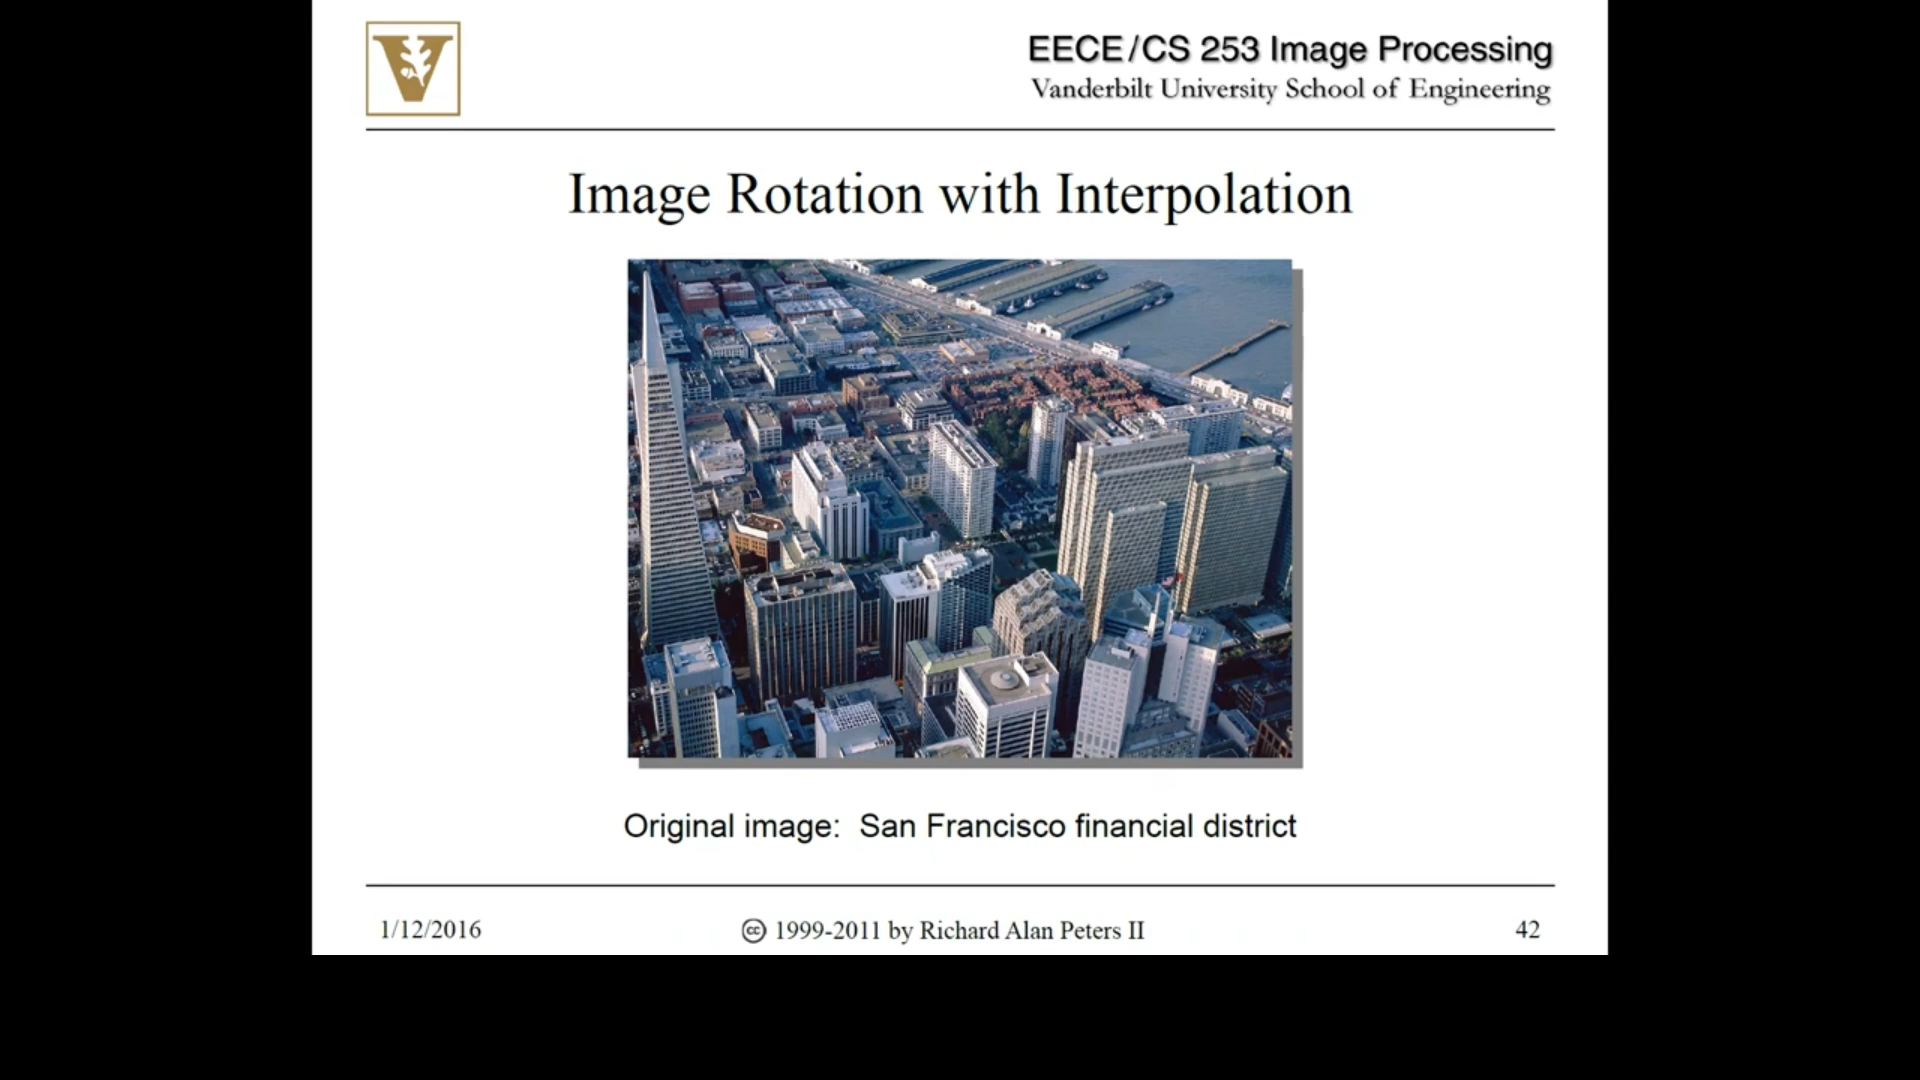 V
EECE/CS 253 Image Processing
Vanderbilt University School of Engineering
Image Rotation with Interpolation
Original image: San Francisco financial district
1/12/2016
cc 1999-2011 by Richard Alan Peters II
42